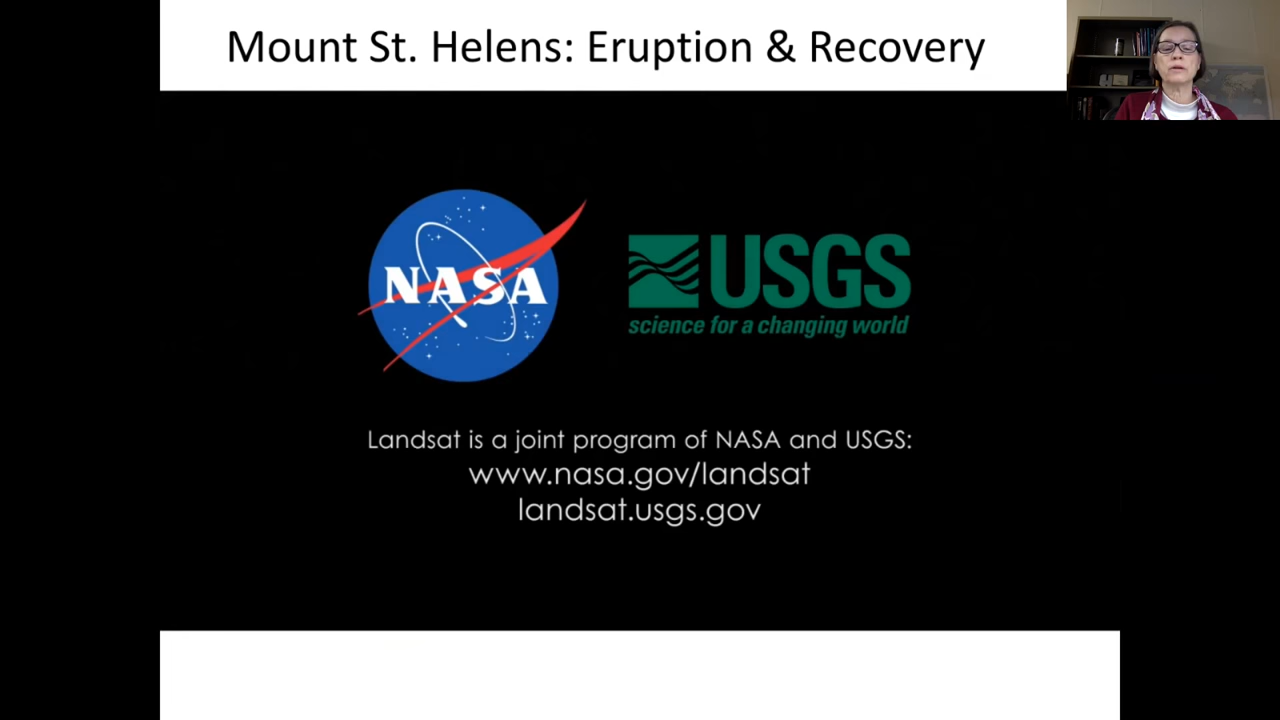 Mount St. Helens: Eruption & Recovery
NASA
USGS
science for a changing world
Landsat is a joint program of NASA and USGS:
www.nasa.gov/landsat
landsat.usgs.gov